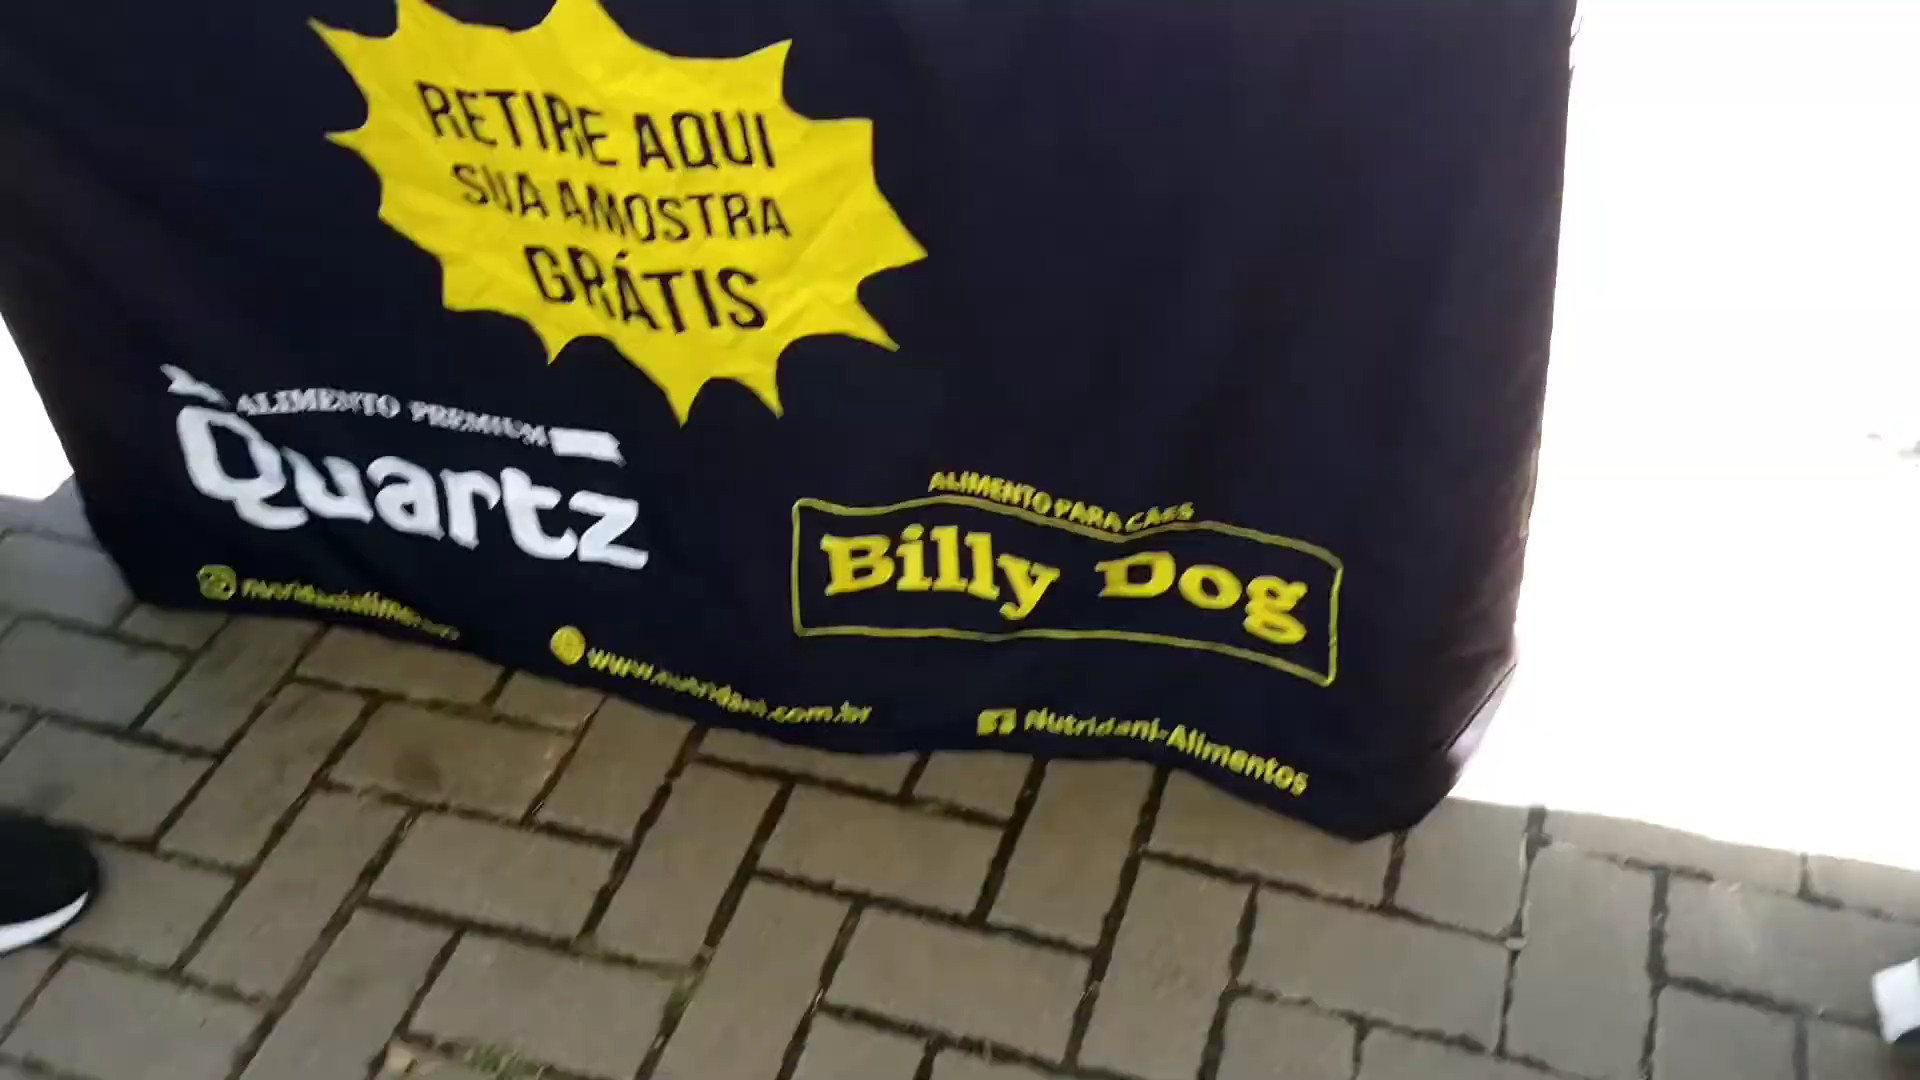 RETIRE AQUI
SUA AMOSTRA
GRÁTIS
ALIMENTO PREMIUM
Quartz
ALIMENTO PARA CÃES
Billy Dog
www.nutridani.com.br
Nutridani-Alimentos